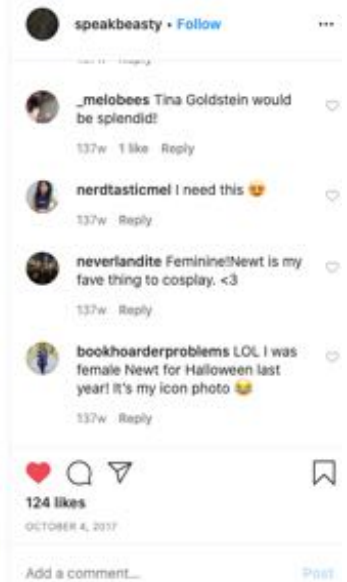 speakbeasty • Follow
_melobees Tina Goldstein would
be splendid!
137w 1 like Reply
nerdtasticmel I need this 😍
137w Reply
neverlandite Feminine!Newt is my
fave thing to cosplay. <3
137w Reply
bookhoarderproblems LOL I was
female Newt for Halloween last
year! It's my icon photo 😂
137w Reply
124 likes
OCTOBER 4, 2017
Add a comment...
Post